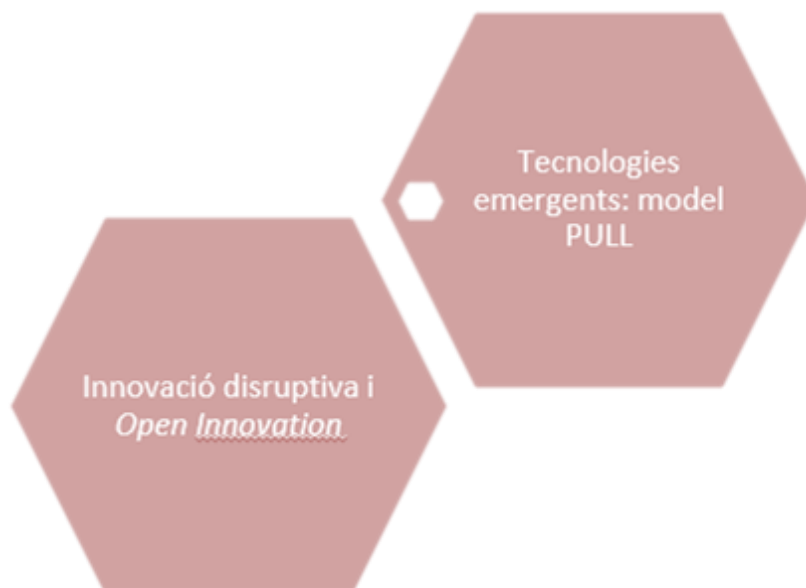 Tecnologies
emergents: model
PULL
Innovació disruptiva i
Open Innovation